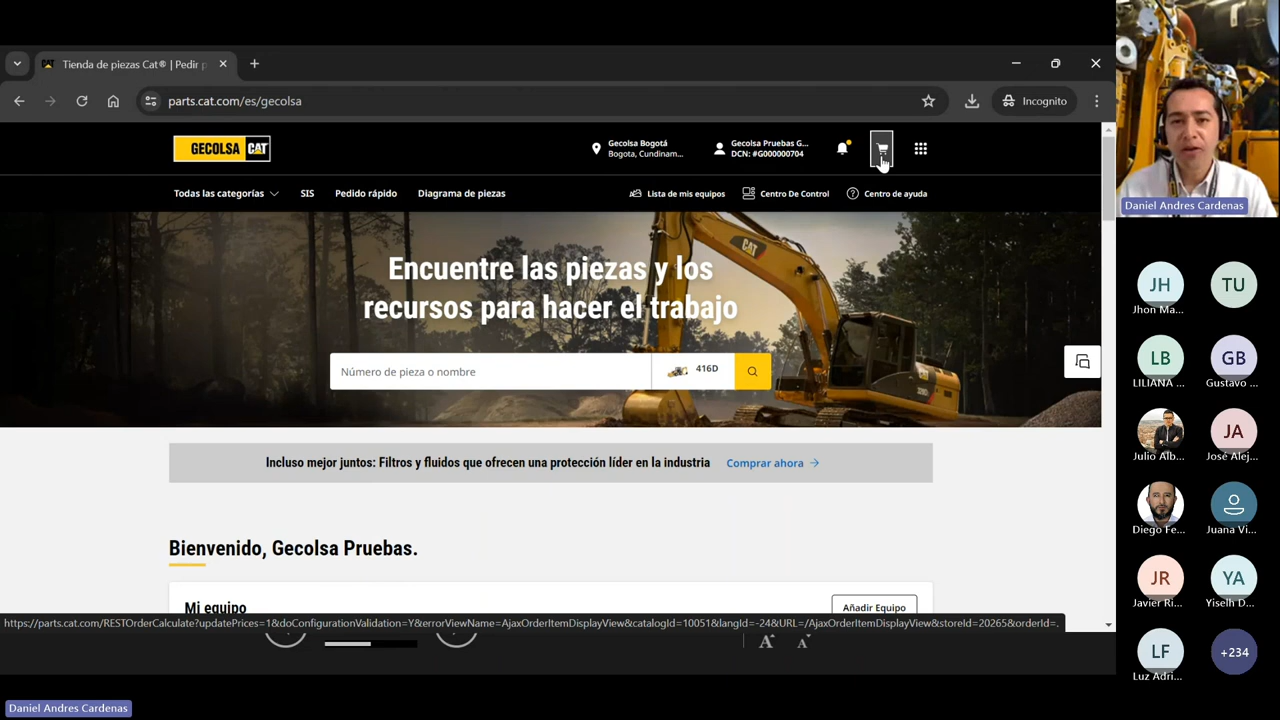 Tienda de piezas Cat® | Pedir p
parts.cat.com/es/gecolsa
Incognito
GECOLSA CAT
Gecolsa Bogotá
Bogota, Cundinam...
Gecolsa Pruebas G...
DCN: #G000000704
Todas las categorías
SIS
Pedido rápido
Diagrama de piezas
Lista de mis equipos
Centro De Control
Centro de ayuda
CAT
Encuentre las piezas y los
recursos para hacer el trabajo
Número de pieza o nombre
416D
Incluso mejor juntos: Filtros y fluidos que ofrecen una protección líder en la industria
Comprar ahora
Bienvenido, Gecolsa Pruebas.
Mi equipo
Añadir Equipo
https://parts.cat.com/RESTOrderCalculate?updatePrices=1&doConfigurationValidation=Y&errorViewName=AjaxOrderItemDisplayView&catalogId=10051&langId=-24&URL=/AjaxOrderItemDisplayView&storeId=20265&orderId=.
A A
Daniel Andres Cardenas
JH
Jhon Ma...
TU
LB
LILIANA ...
GB
Gustavo ...
Julio Alb...
JA
José Alej...
Diego Fe...
Juana Vi...
JR
Javier Ri...
YA
Yiselh D...
LF
Luz Adri...
+234
Daniel Andres Cardenas